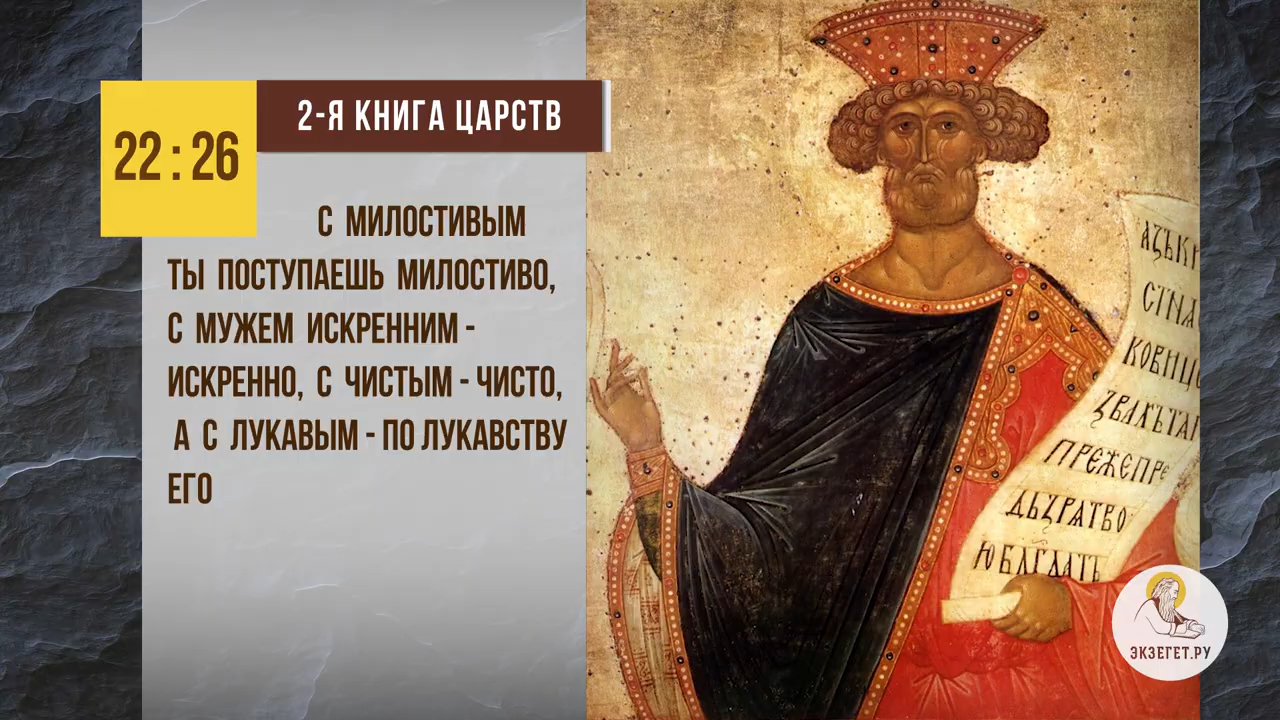 22 : 26
2-Я КНИГА ЦАРСТВ
С МИЛОСТИВЫМ
ТЫ ПОСТУПАЕШЬ МИЛОСТИВО,
С МУЖЕМ ИСКРЕННИМ -
ИСКРЕННО, С ЧИСТЫМ - ЧИСТО,
А С ЛУКАВЫМ - ПО ЛУКАВСТВУ
ЕГО
ПРЕЖЕПРЕ
ЭКЗЕГЕТ.РУ